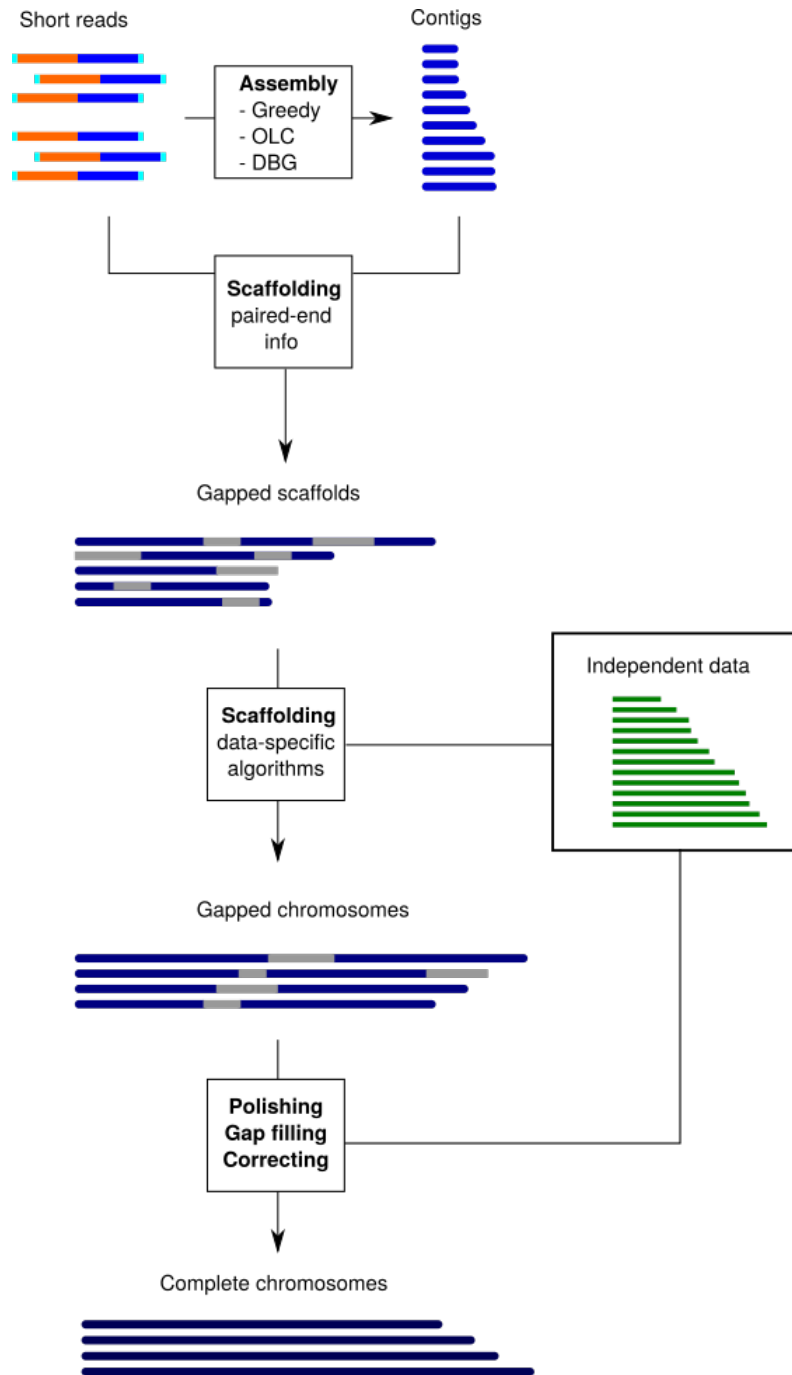 Short reads
Contigs
Assembly
- Greedy
- OLC
- DBG
Scaffolding
paired-end
info
Gapped scaffolds
Independent data
Scaffolding
data-specific
algorithms
Gapped chromosomes
Polishing
Gap filling
Correcting
Complete chromosomes